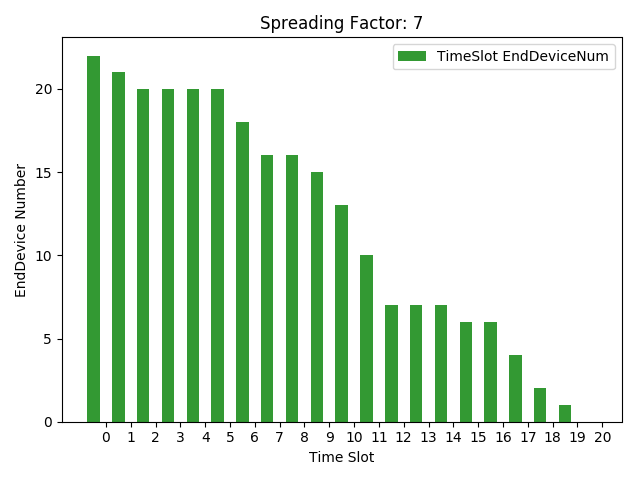 Spreading Factor: 7
TimeSlot EndDeviceNum
EndDevice Number
20
15
10
5
0
0 1 2 3 4 5 6 7 8 9 10 11 12 13 14 15 16 17 18 19 20
Time Slot